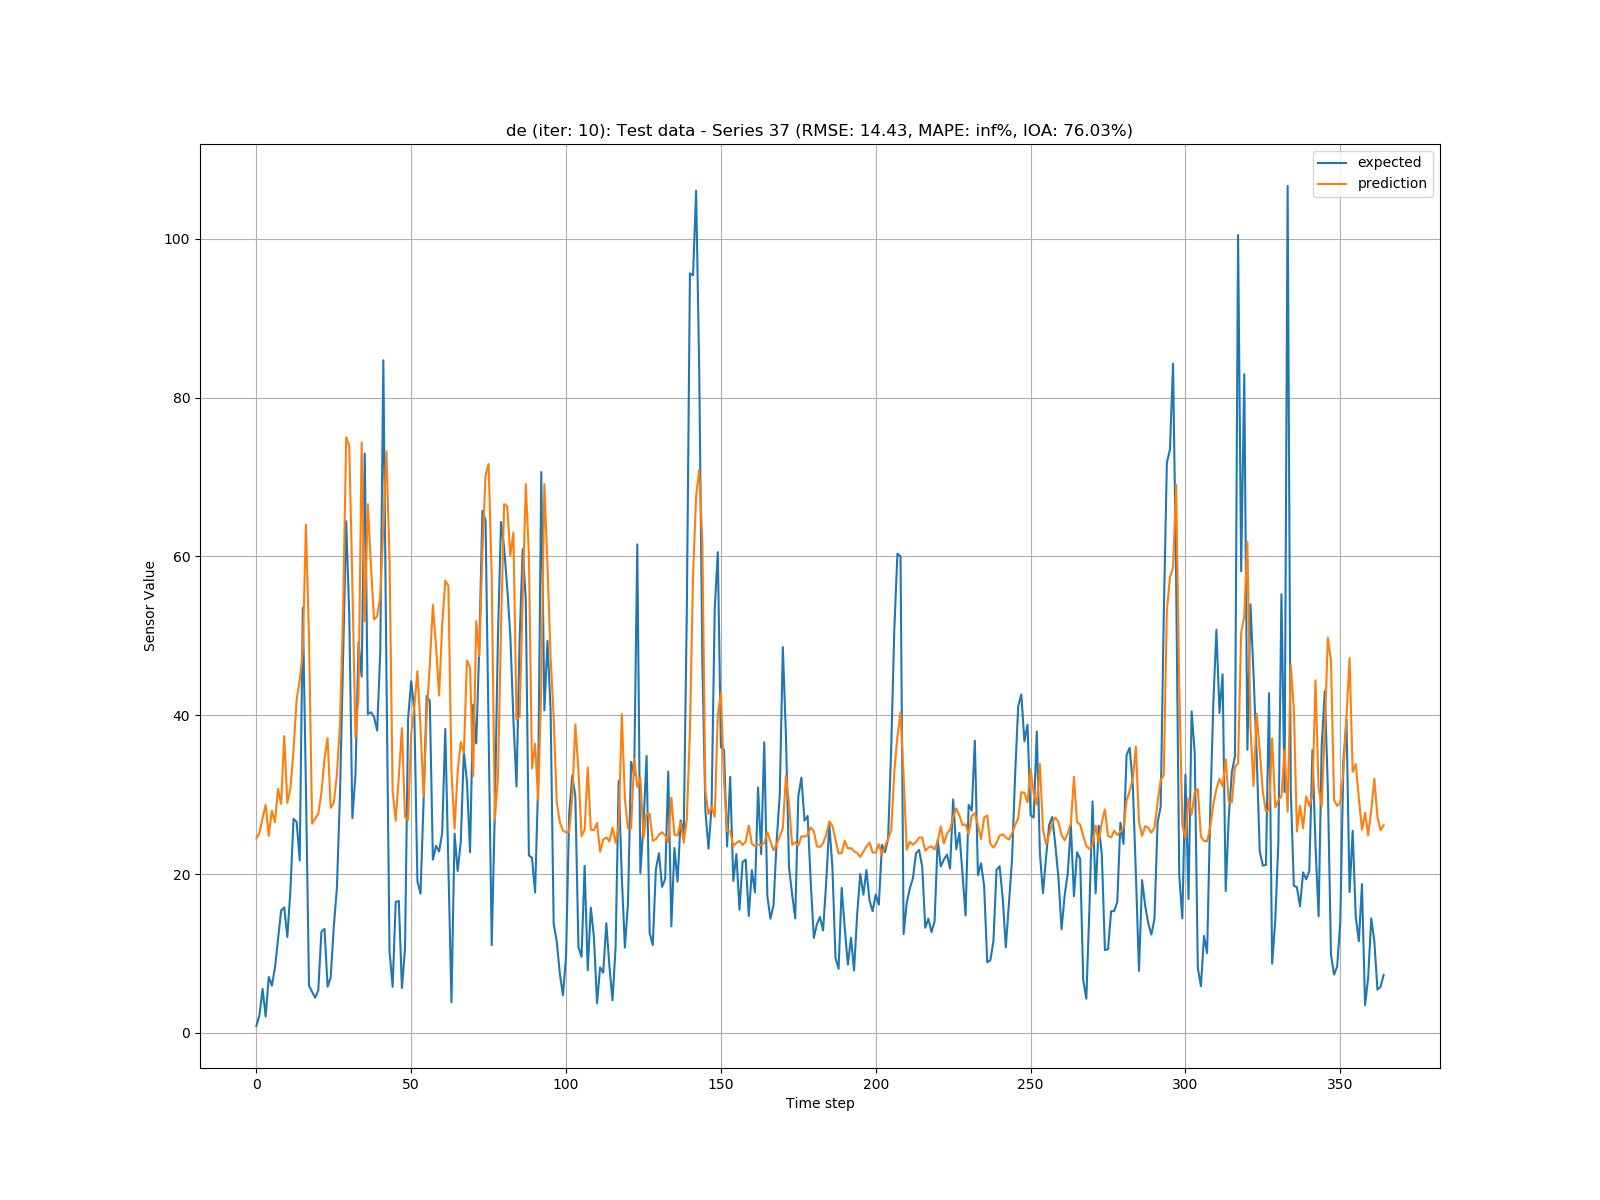 de (iter: 10): Test data - Series 37 (RMSE: 14.43, MAPE: inf%, IOA: 76.03%)
expected
prediction
100
80
60
40
20
0
Sensor Value
0 50 100 150 200 250 300 350
Time step